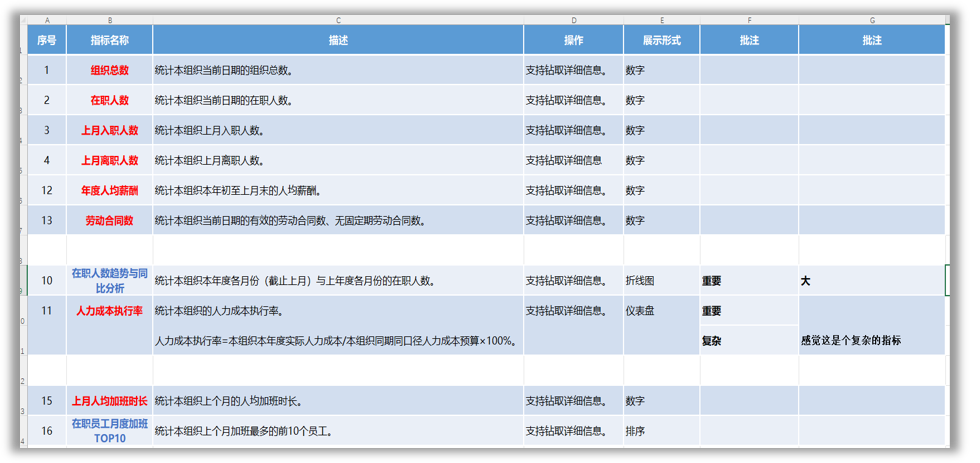 A B C D E F G
序号 指标名称 描述 操作 展示形式 批注 批注
1 组织总数 统计本组织当前日期的组织总数。 支持钻取详细信息。 数字
2 在职人数 统计本组织当前日期的在职人数。 支持钻取详细信息。 数字
3 上月入职人数 统计本组织上月入职人数。 支持钻取详细信息。 数字
4 上月离职人数 统计本组织上月离职人数。 支持钻取详细信息 数字
12 年度人均薪酬 统计本组织本年初至上月末的人均薪酬。 支持钻取详细信息。 数字
13 劳动合同数 统计本组织当前日期的有效的劳动合同数、无固定期劳动合同数。 支持钻取详细信息。 数字
10 在职人数趋势与同 统计本组织本年度各月份（截止上月）与上年度各月份的在职人数。 支持钻取详细信息。 折线图 重要 大
比分析
11 人力成本执行率 统计本组织的人力成本执行率。 支持钻取详细信息。 仪表盘 重要
人力成本执行率=本组织本年度实际人力成本/本组织同期同口径人力成本预算×100%。 复杂 感觉这是个复杂的指标
15 上月人均加班时长 统计本组织上个月的人均加班时长。 支持钻取详细信息。 数字
16 在职员工月度加班 统计本组织上个月加班最多的前10个员工。 支持钻取详细信息。 排序
TOP10